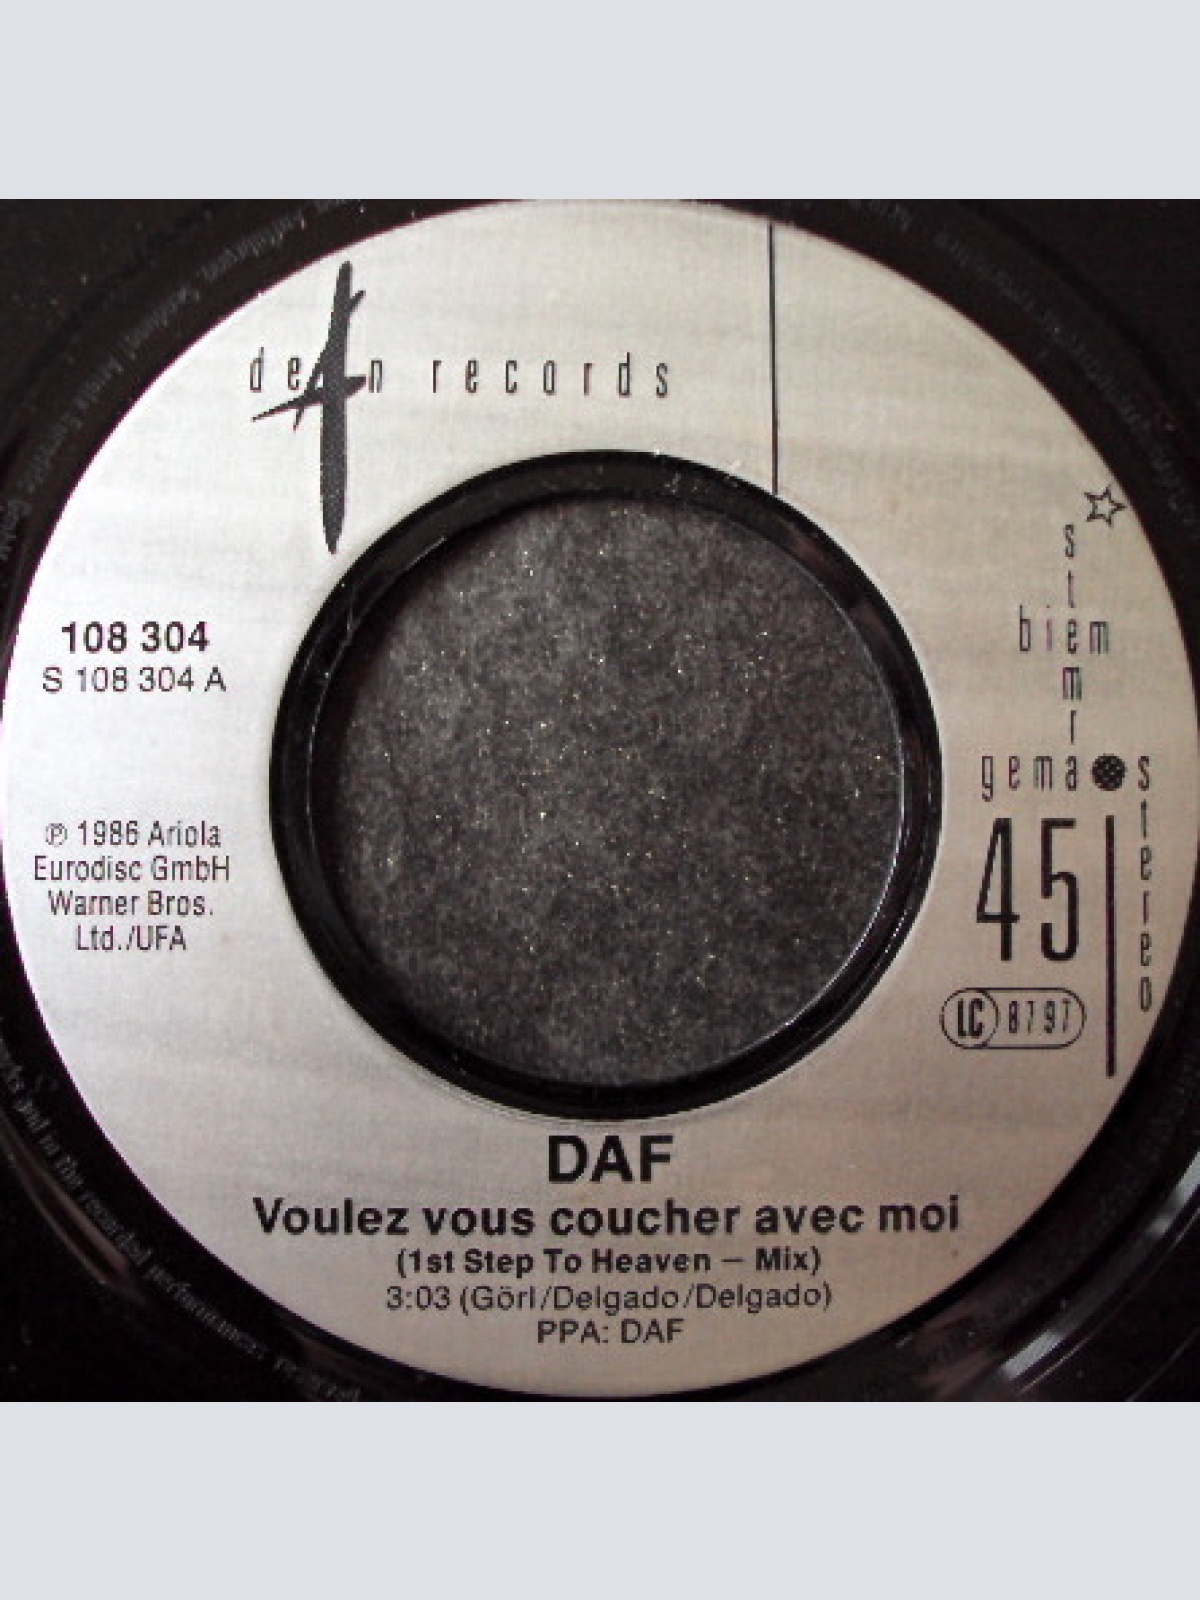 dean records
108 304
S 108 304 A
℗ 1986 Ariola
Eurodisc GmbH
Warner Bros.
Ltd./UFA
stemra
biem
gema
stereo
45
LC 8797
DAF
Voulez vous coucher avec moi
(1st Step To Heaven – Mix)
3:03 (Görl/Delgado/Delgado)
PPA: DAF